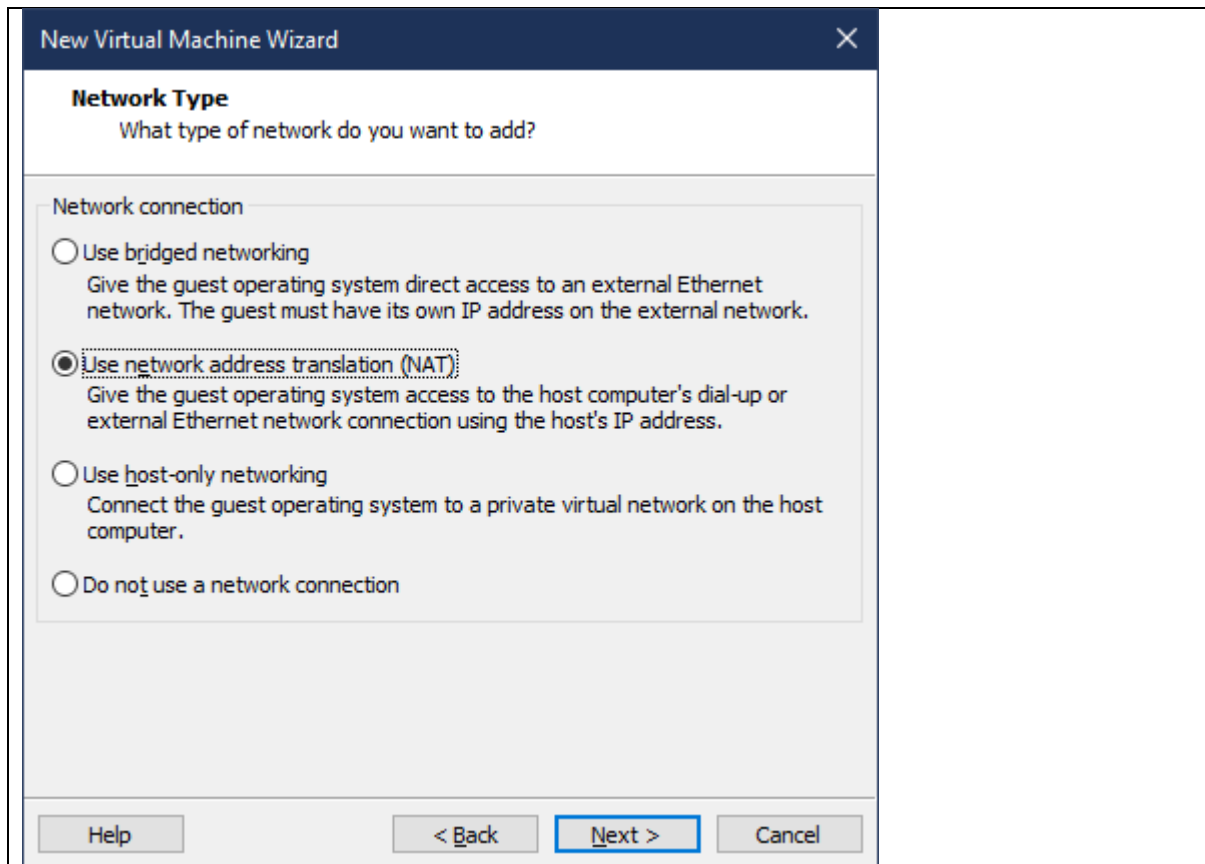 New Virtual Machine Wizard
Network Type
What type of network do you want to add?
Network connection
Use bridged networking
Give the guest operating system direct access to an external Ethernet
network. The guest must have its own IP address on the external network.
Use network address translation (NAT)
Give the guest operating system access to the host computer's dial-up or
external Ethernet network connection using the host's IP address.
Use host-only networking
Connect the guest operating system to a private virtual network on the host
computer.
Do not use a network connection
Help
< Back
Next >
Cancel